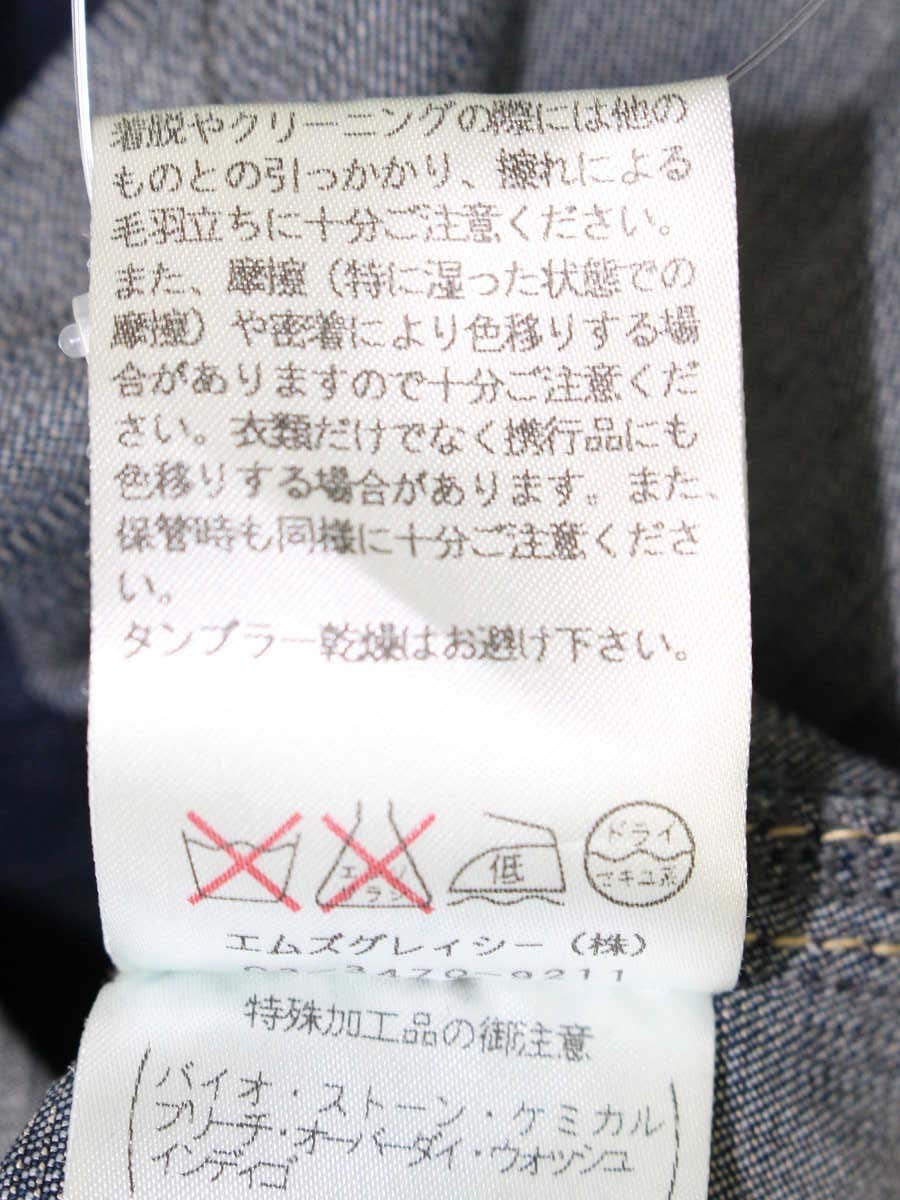 着脱やクリーニングの際には他の
ものとの引っかかり、擦れによる
毛羽立ちに十分ご注意ください。
また、摩擦（特に湿った状態での
摩擦）や密着により色移りする場
合がありますので十分ご注意くだ
さい。衣類だけでなく携行品にも
色移りする場合があります。また、
保管時も同様に十分ご注意くださ
い。
タンブラー乾燥はお避け下さい。
低
ドライ
エムズグレイシー（株）
03-3470-9211
特殊加工品の御注意
（バイオ・ストーン・ケミカル
ブリーチ・オーバーダイ・ウォッシュ
インディゴ）